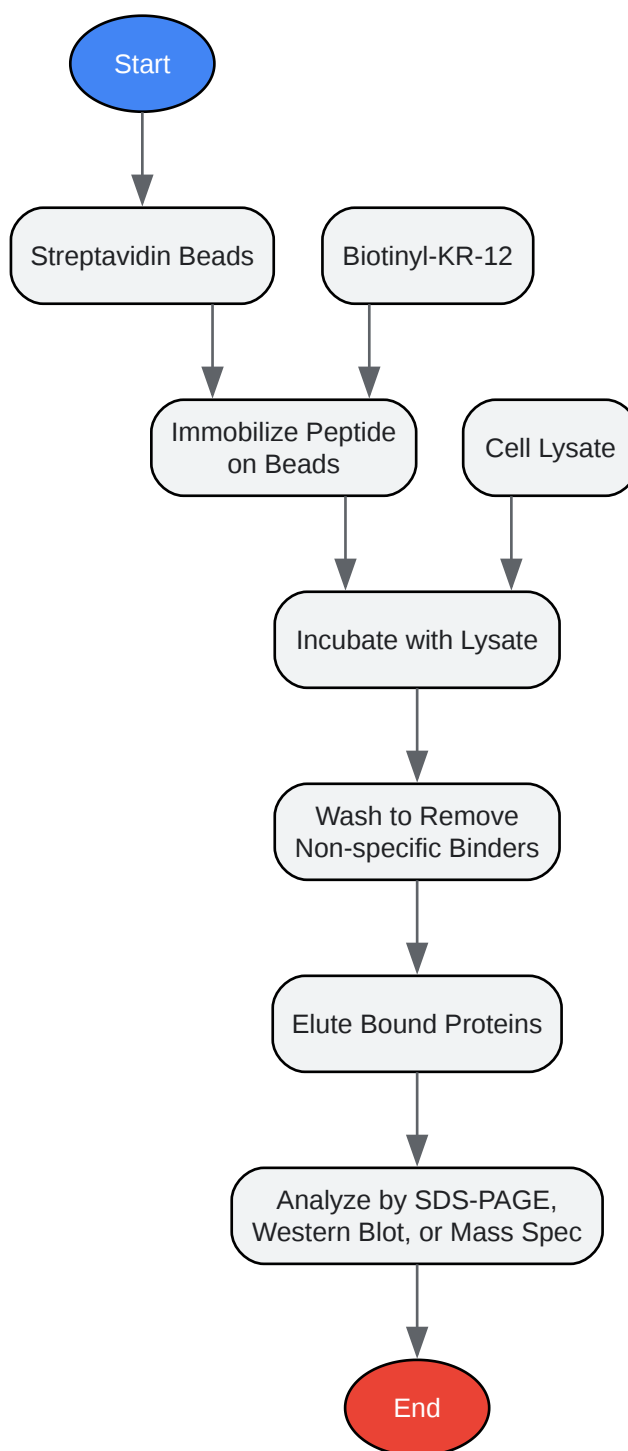 Start
Streptavidin Beads
Biotinyl-KR-12
Immobilize Peptide
on Beads
Cell Lysate
Incubate with Lysate
Wash to Remove
Non-specific Binders
Elute Bound Proteins
Analyze by SDS-PAGE,
Western Blot, or Mass Spec
End